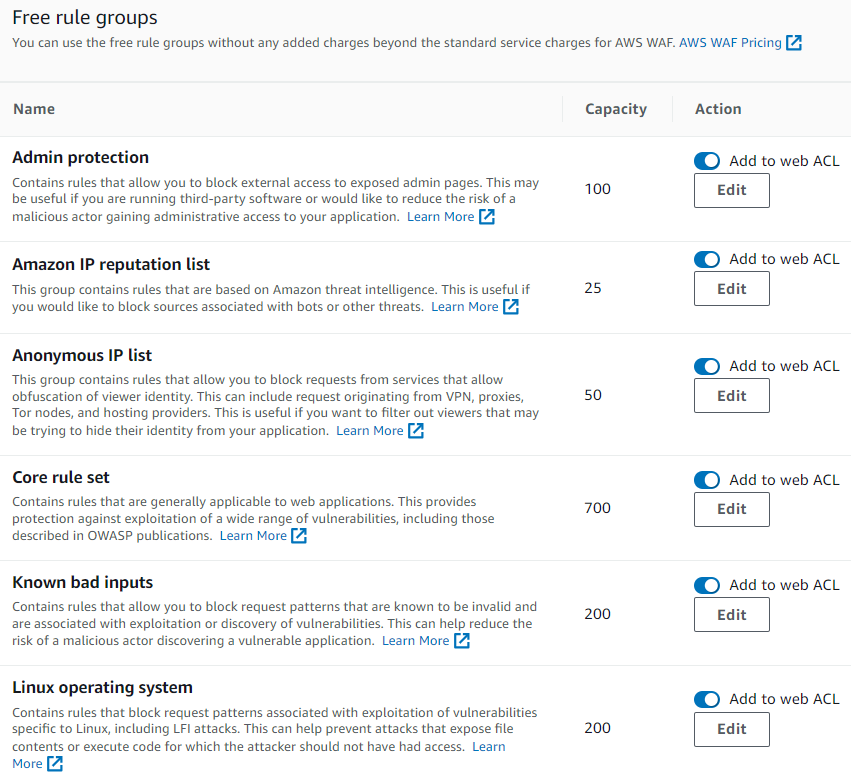 Free rule groups
You can use the free rule groups without any added charges beyond the standard service charges for AWS WAF. AWS WAF Pricing
Name Capacity Action
Admin protection
Contains rules that allow you to block external access to exposed admin pages. This may
be useful if you are running third-party software or would like to reduce the risk of a
malicious actor gaining administrative access to your application. Learn More
100
Add to web ACL
Edit
Amazon IP reputation list
This group contains rules that are based on Amazon threat intelligence. This is useful if
you would like to block sources associated with bots or other threats. Learn More
25
Add to web ACL
Edit
Anonymous IP list
This group contains rules that allow you to block requests from services that allow
obfuscation of viewer identity. This can include request originating from VPN, proxies,
Tor nodes, and hosting providers. This is useful if you want to filter out viewers that may
be trying to hide their identity from your application. Learn More
50
Add to web ACL
Edit
Core rule set
Contains rules that are generally applicable to web applications. This provides
protection against exploitation of a wide range of vulnerabilities, including those
described in OWASP publications. Learn More
700
Add to web ACL
Edit
Known bad inputs
Contains rules that allow you to block request patterns that are known to be invalid and
are associated with exploitation or discovery of vulnerabilities. This can help reduce the
risk of a malicious actor discovering a vulnerable application. Learn More
200
Add to web ACL
Edit
Linux operating system
Contains rules that block request patterns associated with exploitation of vulnerabilities
specific to Linux, including LFI attacks. This can help prevent attacks that expose file
contents or execute code for which the attacker should not have had access. Learn
More
200
Add to web ACL
Edit